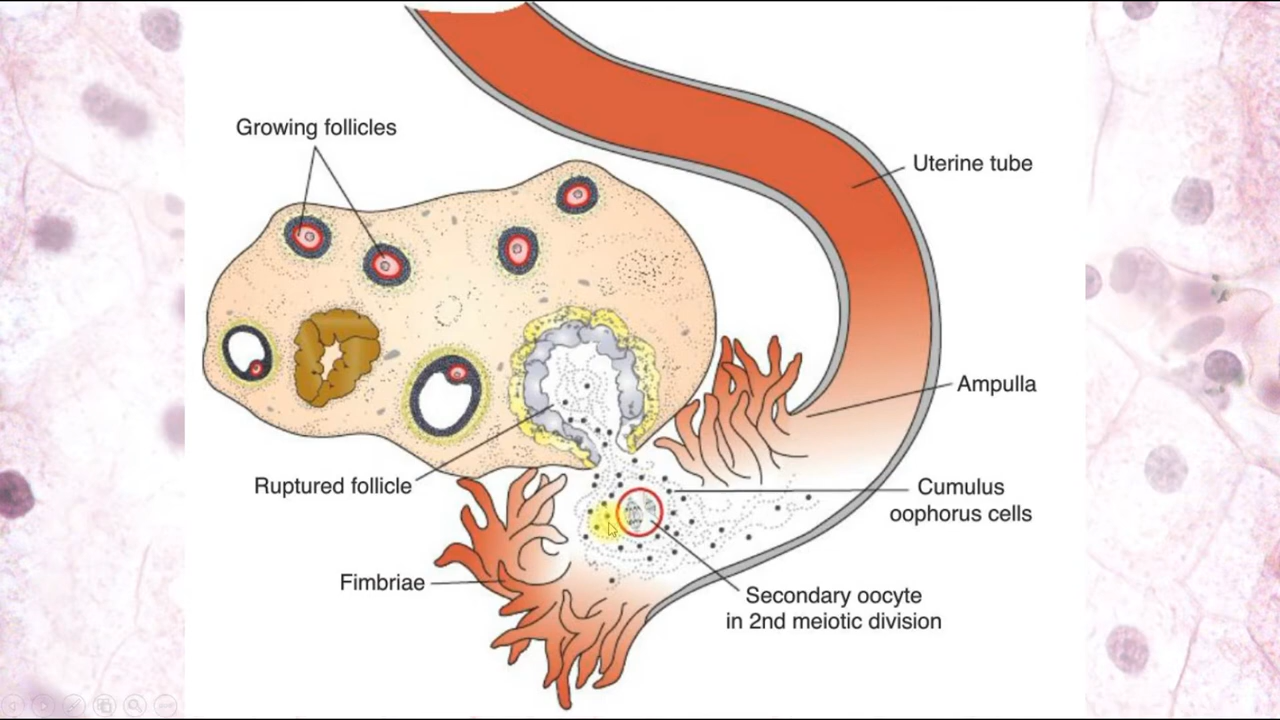 Growing follicles
Uterine tube
Ampulla
Ruptured follicle
Cumulus
oophorus cells
Fimbriae
Secondary oocyte
in 2nd meiotic division